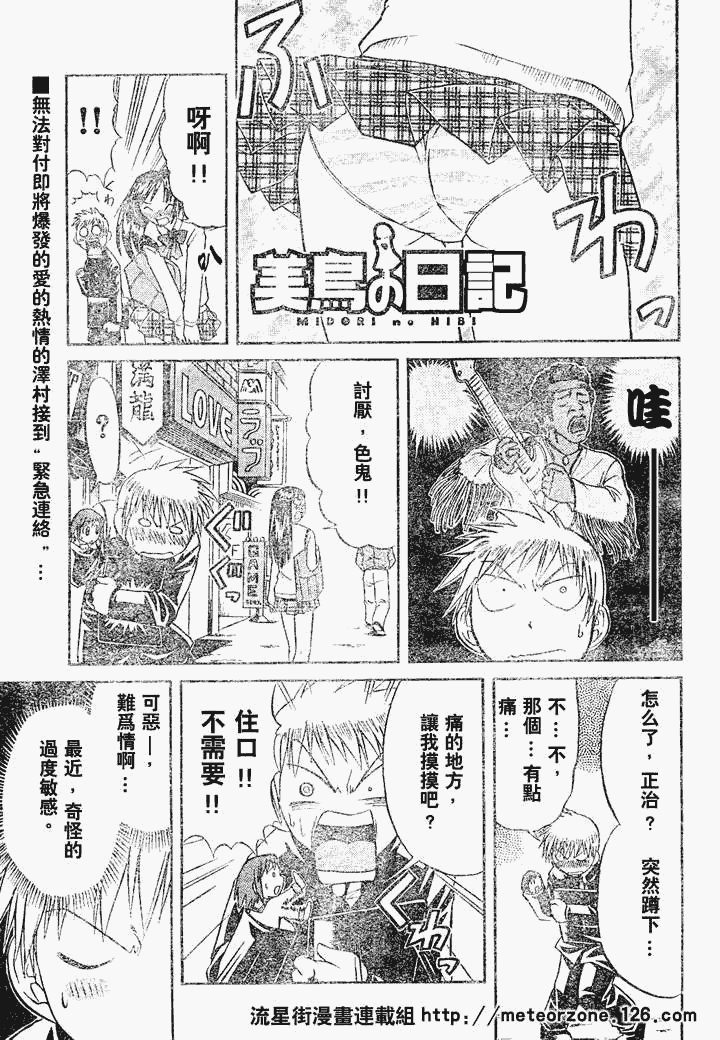 ふ
わ
っ
美鳥の日記
MIDORI no HIBI
呀啊!!
!!
か
■無法對付即將爆發的愛的熱情的澤村接到“緊急連絡”…
哇——
討厭,色鬼!!
滿龍
LOVE
ラブ
GAME
?
ぐぐっ
怎么了,正治?
突然蹲下…
不…不,
那個…有點
痛…
痛的地方,
讓我摸摸吧?
住口!!
不需要!!
ぐわっ
可惡—,
難爲情啊…
最近,奇怪的
過度敏感。
流星街漫畫連載組 http://meteorzone.126.com